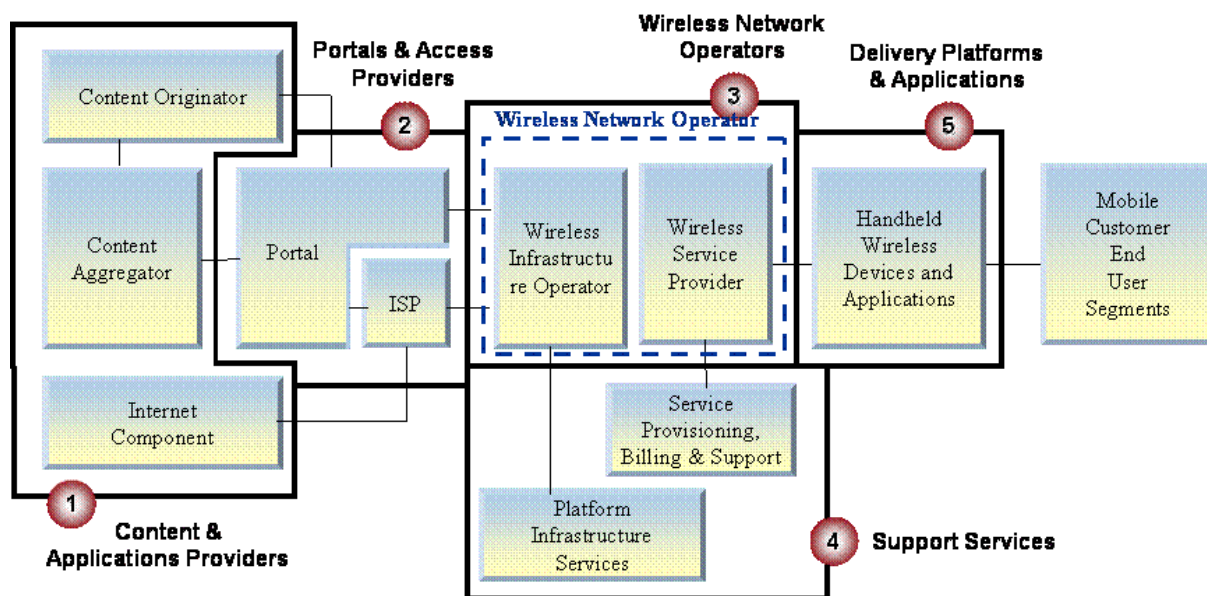 Portals & Access
Providers
2
Wireless Network
Operators
3
Delivery Platforms
& Applications
5
Content Originator
Wireless Network Operator
Content
Aggregator
Portal
ISP
Wireless
Infrastructu
re Operator
Wireless
Service
Provider
Handheld
Wireless
Devices and
Applications
Mobile
Customer
End
User
Segments
Internet
Component
Service
Provisioning,
Billing & Support
1
Content &
Applications Providers
Platform
Infrastructure
Services
4
Support Services